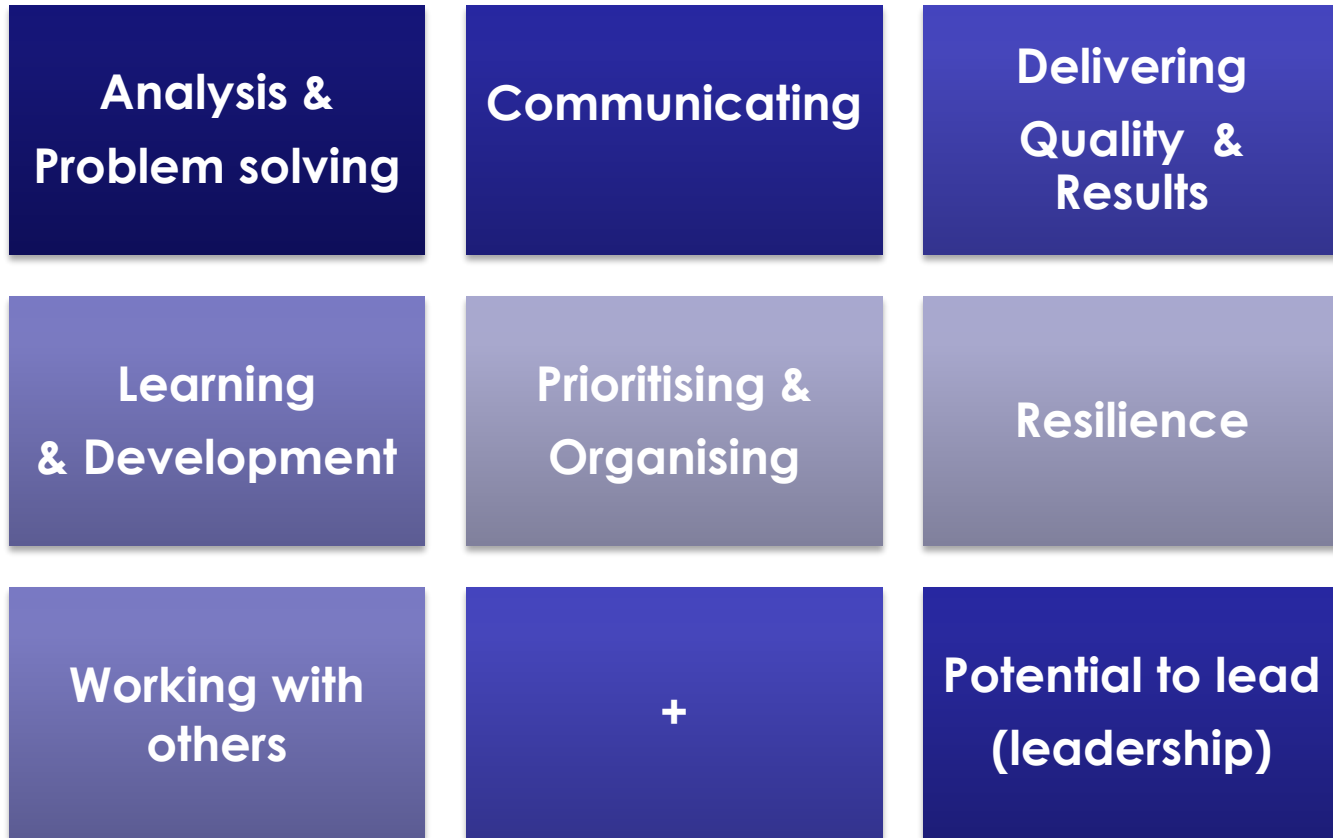 Analysis &
Problem solving
Communicating
Delivering
Quality &
Results
Learning
& Development
Prioritising &
Organising
Resilience
Working with
others
+
Potential to lead
(leadership)